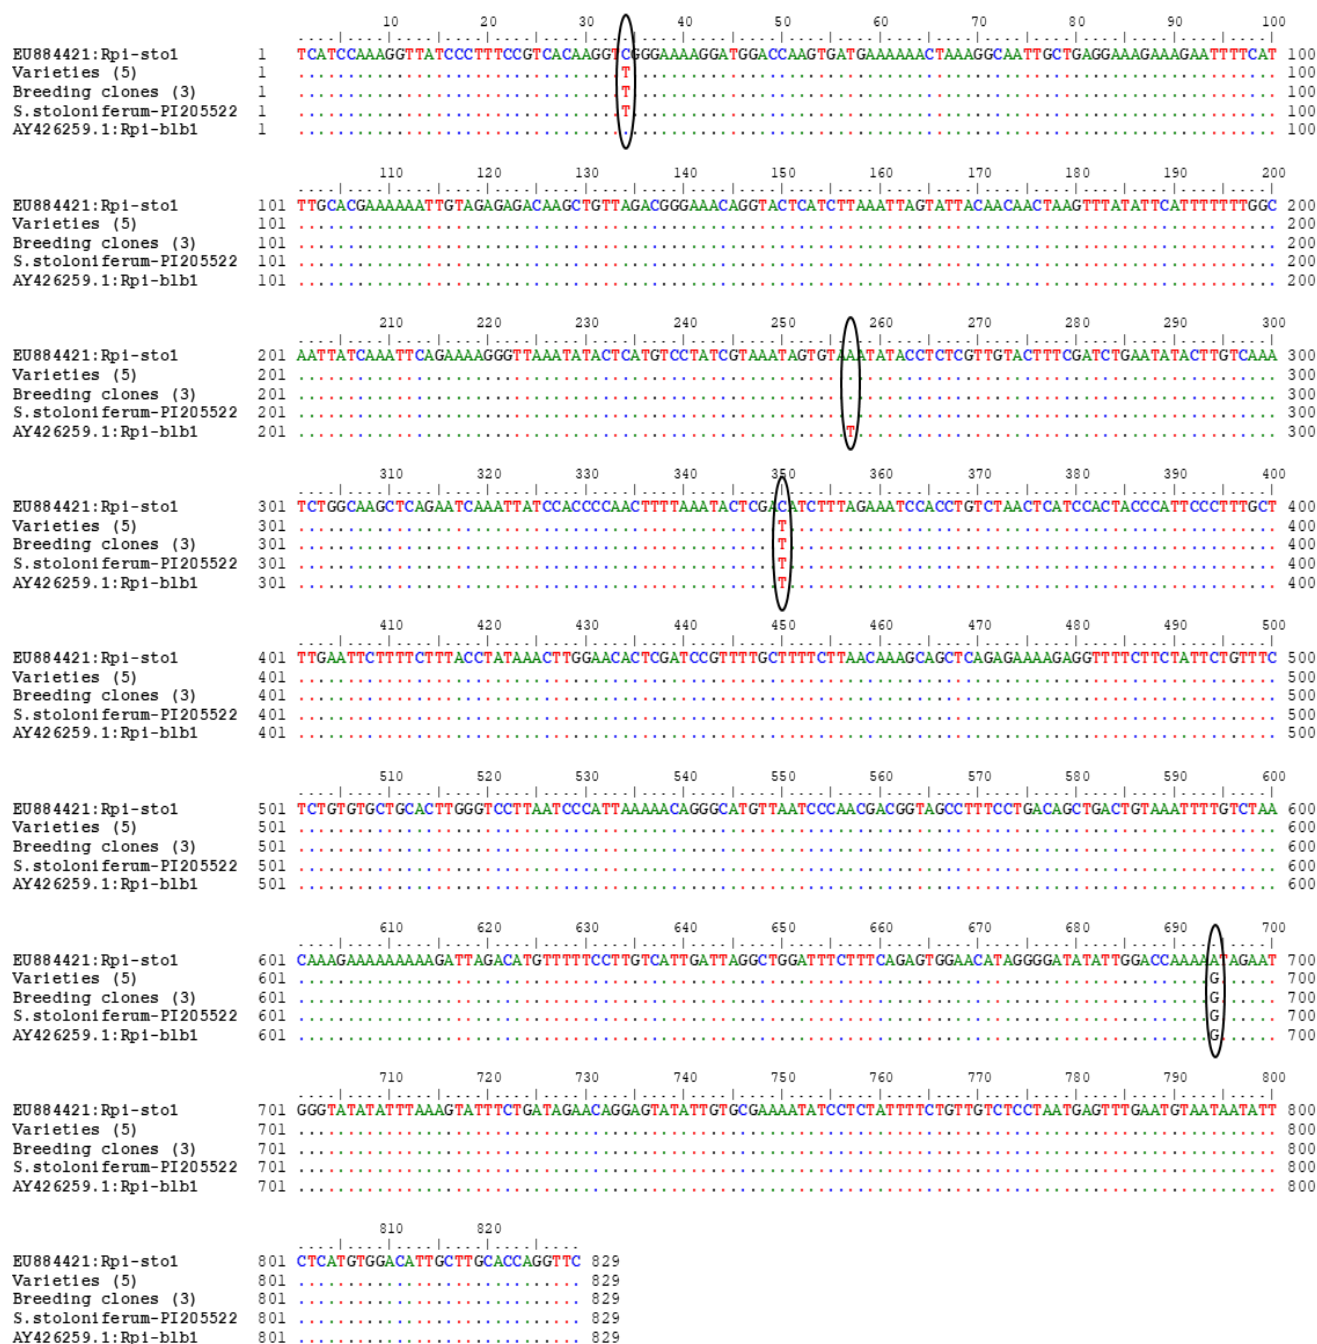 10 20 30 40 50 60 70 80 90 100
EU884421:Rpi-sto1 1 TCATCCAAAGGTTATCCCTTTCCGTCACAAGGTCGGGAAAAGGATGGACCAAGTGATGAAAAAACTAAAGGCAATTGCTGAGGAAAGAAAGAATTTTCAT 100
Varieties (5) 1 T 100
Breeding clones (3) 1 T 100
S.stoloniferum-PI205522 1 T 100
AY426259.1:Rpi-blb1 1 100
110 120 130 140 150 160 170 180 190 200
EU884421:Rpi-sto1 101 TTGCACGAAAAAATTGTAGAGAGACAAGCTGTTAGACGGGAAACAGGTACTCATCTTAAATTAGTATTACAACAACTAAGTTTATATTCATTTTTTTGGC 200
Varieties (5) 101 200
Breeding clones (3) 101 200
S.stoloniferum-PI205522 101 200
AY426259.1:Rpi-blb1 101 200
210 220 230 240 250 260 270 280 290 300
EU884421:Rpi-sto1 201 AATTATCAAATTCAGAAAAGGGTTAAATATACTCATGTCCTATCGTAAATAGTGTAAATATACCTCTCGTTGTACTTTCGATCTGAATATACTTGTCAAA 300
Varieties (5) 201 300
Breeding clones (3) 201 300
S.stoloniferum-PI205522 201 300
AY426259.1:Rpi-blb1 201 T 300
310 320 330 340 350 360 370 380 390 400
EU884421:Rpi-sto1 301 TCTGGCAAGCTCAGAATCAAATTATCCACCCCAACTTTTAAATACTCGACATCTTTAGAAATCCACCTGTCTAACTCATCCACTACCCATTCCCTTTGCT 400
Varieties (5) 301 T 400
Breeding clones (3) 301 T 400
S.stoloniferum-PI205522 301 T 400
AY426259.1:Rpi-blb1 301 T 400
410 420 430 440 450 460 470 480 490 500
EU884421:Rpi-sto1 401 TTGAATTCTTTTCTTTACCTATAAACTTGGAACACTCGATCCGTTTTGCTTTTCTTAACAAAGCAGCTCAGAGAAAAGAGGTTTTCTTCTATTCTGTTTC 500
Varieties (5) 401 500
Breeding clones (3) 401 500
S.stoloniferum-PI205522 401 500
AY426259.1:Rpi-blb1 401 500
510 520 530 540 550 560 570 580 590 600
EU884421:Rpi-sto1 501 TCTGTGTGCTGCACTTGGGTCCTTAATCCCATTAAAAACAGGGCATGTTAATCCCAACGACGGTAGCCTTTCCTGACAGCTGACTGTAAATTTTGTCTAA 600
Varieties (5) 501 600
Breeding clones (3) 501 600
S.stoloniferum-PI205522 501 600
AY426259.1:Rpi-blb1 501 600
610 620 630 640 650 660 670 680 690 700
EU884421:Rpi-sto1 601 CAAAGAAAAAAAAAGATTAGACATGTTTTTCCTTGTCATTGATTAGGCTGGATTTCTTTCAGAGTGGAACATAGGGGATATATTGGACCAAAAATAGAAT 700
Varieties (5) 601 G 700
Breeding clones (3) 601 G 700
S.stoloniferum-PI205522 601 G 700
AY426259.1:Rpi-blb1 601 G 700
710 720 730 740 750 760 770 780 790 800
EU884421:Rpi-sto1 701 GGGTATATATTTAAAGTATTTCTGATAGAACAGGAGTATATTGTGCGAAAATATCCTCTATTTTCTGTTGTCTCCTAATGAGTTTGAATGTAATAATATT 800
Varieties (5) 701 800
Breeding clones (3) 701 800
S.stoloniferum-PI205522 701 800
AY426259.1:Rpi-blb1 701 800
810 820
EU884421:Rpi-sto1 801 CTCATGTGGACATTGCTTGCACCAGGTTC 829
Varieties (5) 801 829
Breeding clones (3) 801 829
S.stoloniferum-PI205522 801 829
AY426259.1:Rpi-blb1 801 829